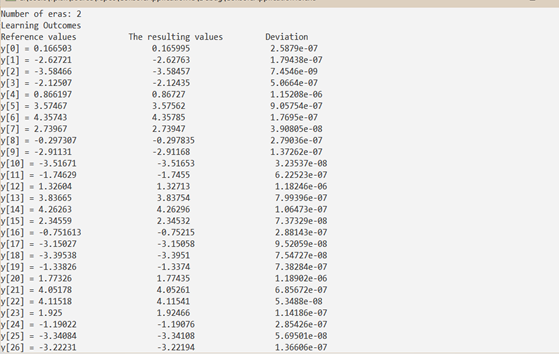 Number of eras: 2
Learning Outcomes
Reference values The resulting values Deviation
y[0] = 0.166503 0.165995 2.5879e-07
y[1] = -2.62721 -2.62763 1.79438e-07
y[2] = -3.58466 -3.58457 7.4546e-09
y[3] = -2.12507 -2.12435 5.0664e-07
y[4] = 0.866197 0.86727 1.15208e-06
y[5] = 3.57467 3.57562 9.05754e-07
y[6] = 4.35743 4.35785 1.7695e-07
y[7] = 2.73967 2.73947 3.90805e-08
y[8] = -0.297307 -0.297835 2.79036e-07
y[9] = -2.91131 -2.91168 1.37262e-07
y[10] = -3.51671 -3.51653 3.23537e-08
y[11] = -1.74629 -1.7455 6.22523e-07
y[12] = 1.32604 1.32713 1.18246e-06
y[13] = 3.83665 3.83754 7.99396e-07
y[14] = 4.26263 4.26296 1.06473e-07
y[15] = 2.34559 2.34532 7.37329e-08
y[16] = -0.751613 -0.75215 2.88143e-07
y[17] = -3.15027 -3.15058 9.52059e-08
y[18] = -3.39538 -3.3951 7.54727e-08
y[19] = -1.33826 -1.3374 7.38284e-07
y[20] = 1.77326 1.77435 1.18902e-06
y[21] = 4.05178 4.05261 6.85672e-07
y[22] = 4.11518 4.11541 5.3488e-08
y[23] = 1.925 1.92466 1.14186e-07
y[24] = -1.19022 -1.19076 2.85426e-07
y[25] = -3.34084 -3.34108 5.69501e-08
y[26] = -3.22231 -3.22194 1.36606e-07